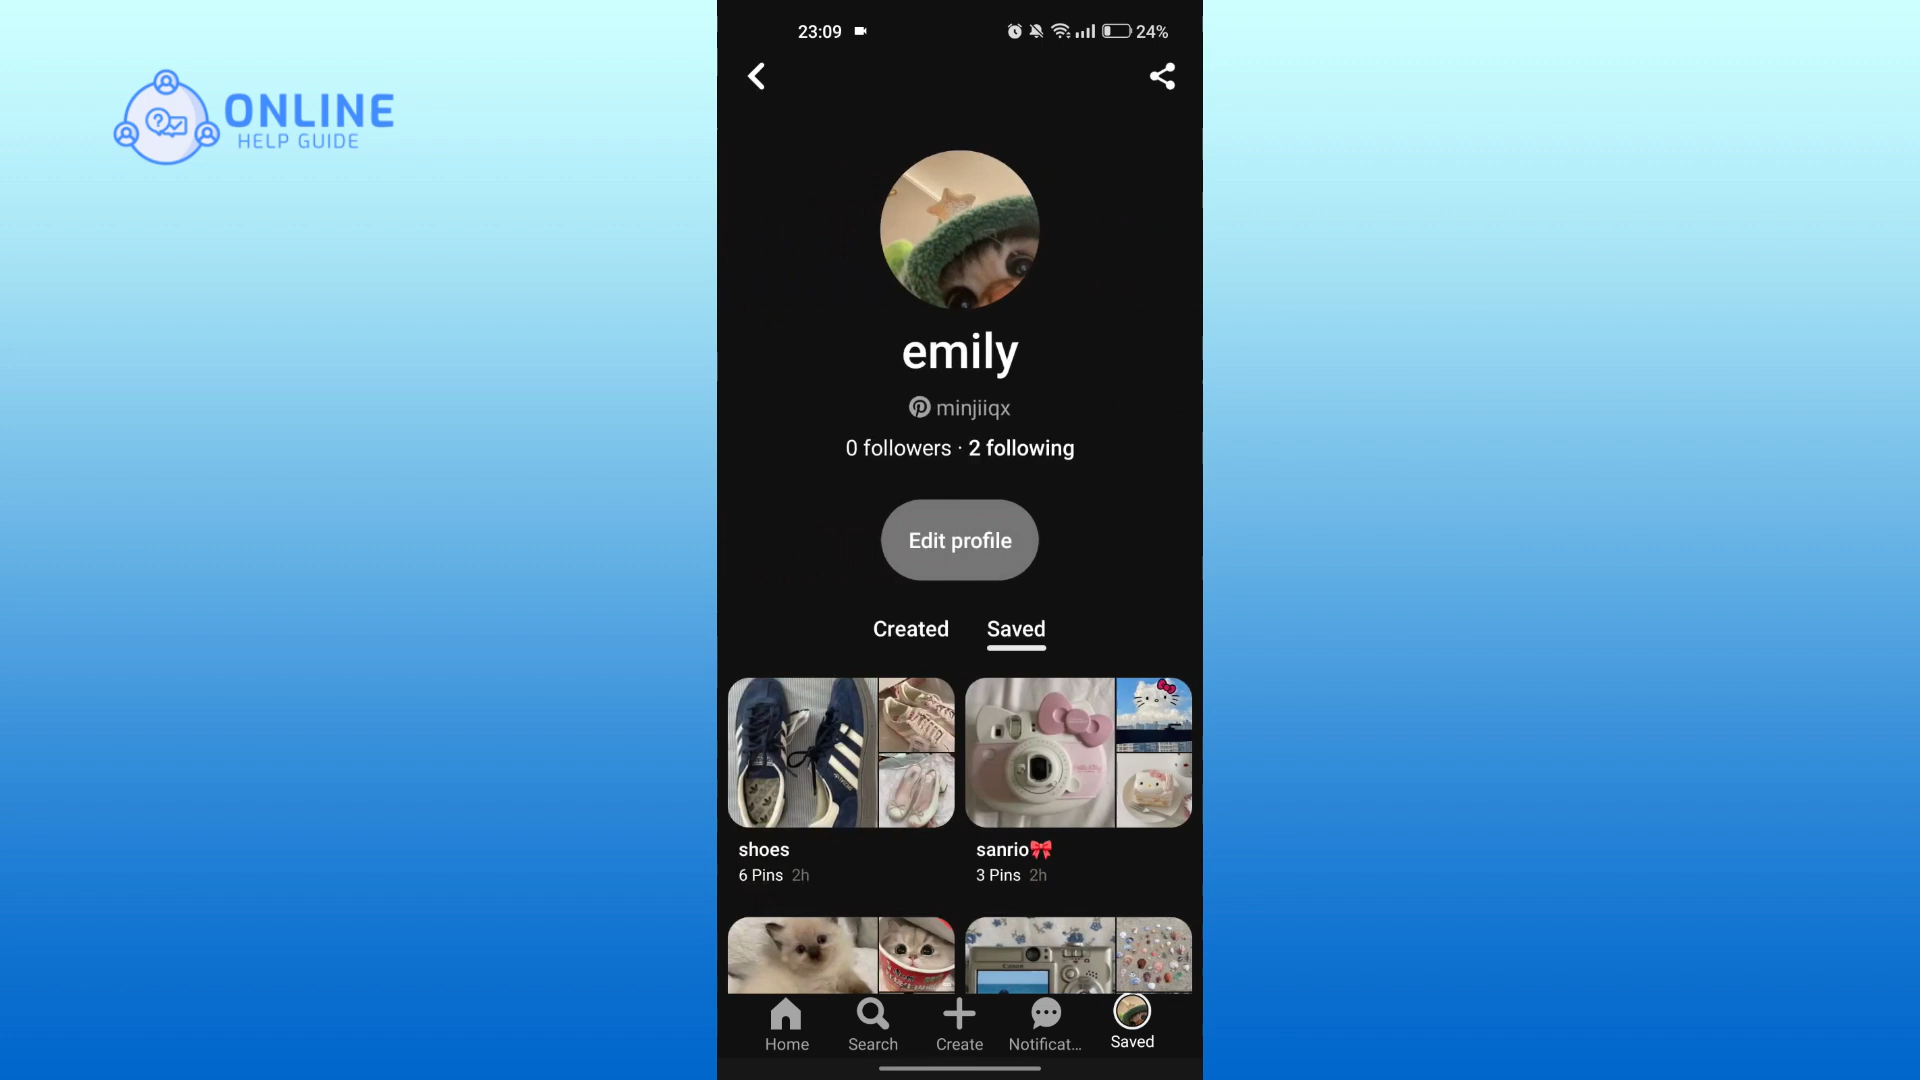 ONLINE
HELP GUIDE
23:09
24%
emily
minjiiqx
0 followers · 2 following
Edit profile
Created
Saved
shoes
6 Pins 2h
sanrio🎀
3 Pins 2h
Canon
Home
Search
Create
Notificat...
Saved